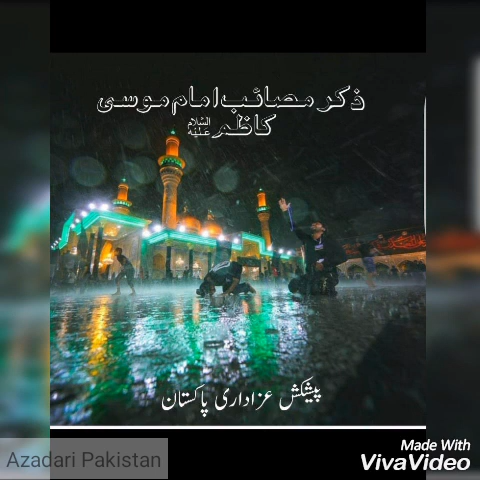 ذکر مصائب امام موسی
کاظم علیہ السلام
پیشکش عزاداری پاکستان
Azadari Pakistan
Made With
VivaVideo